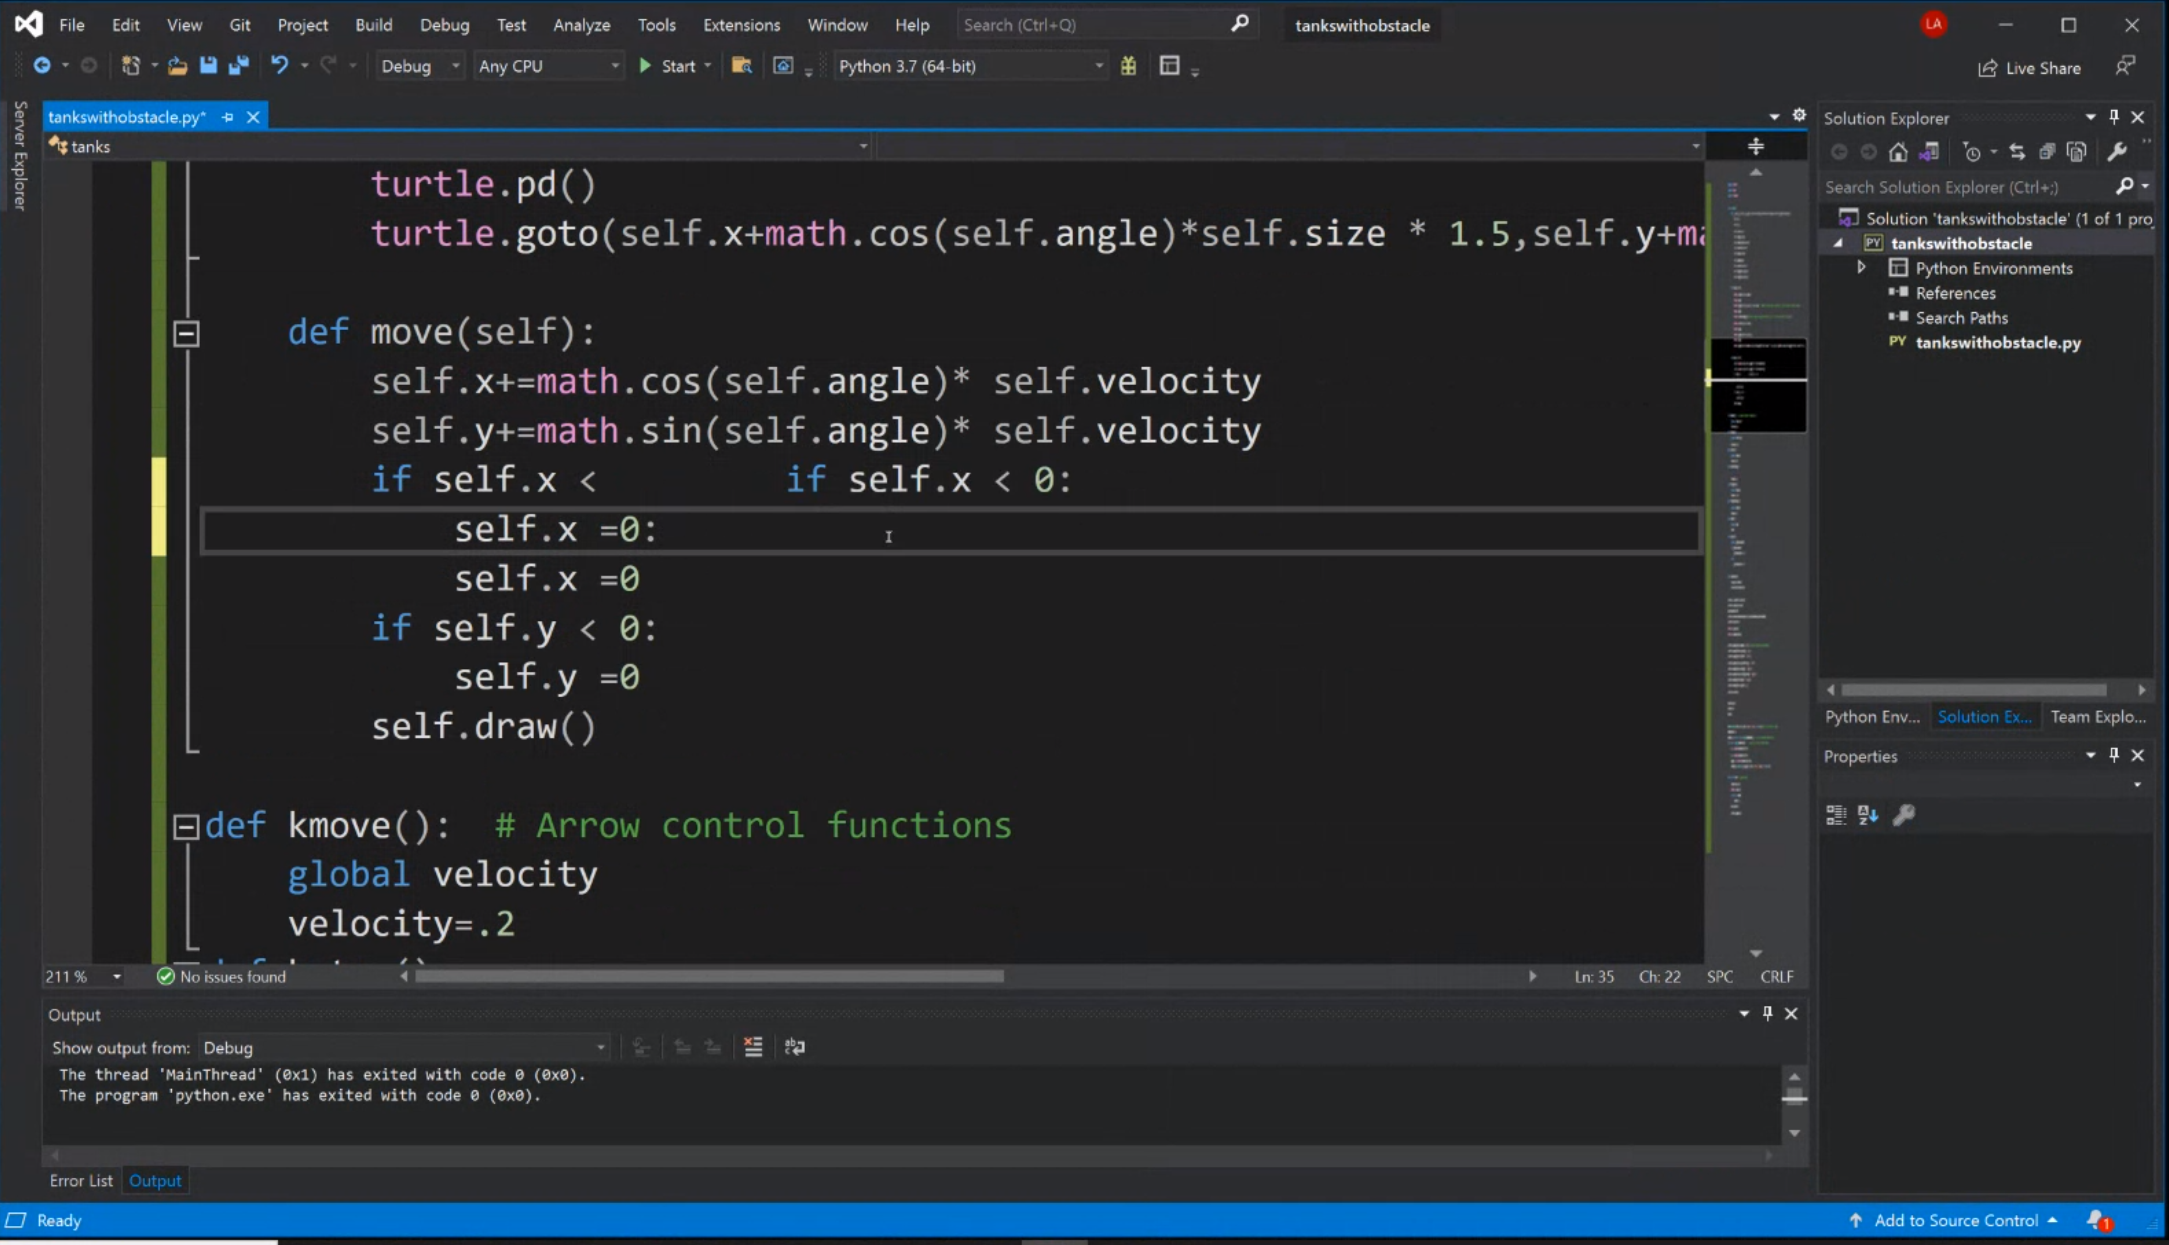 File Edit View Git Project Build Debug Test Analyze Tools Extensions Window Help Search (Ctrl+Q) tankswithobstacle LA
Debug Any CPU Start Python 3.7 (64-bit) Live Share
Server Explorer
tankswithobstacle.py*
tanks
turtle.pd()
turtle.goto(self.x+math.cos(self.angle)*self.size * 1.5,self.y+ma
def move(self):
self.x+=math.cos(self.angle)* self.velocity
self.y+=math.sin(self.angle)* self.velocity
if self.x <        if self.x < 0:
self.x =0:
self.x =0
if self.y < 0:
self.y =0
self.draw()
def kmove():  # Arrow control functions
global velocity
velocity=.2
211 % No issues found Ln: 35 Ch: 22 SPC CRLF
Output
Show output from: Debug
The thread 'MainThread' (0x1) has exited with code 0 (0x0).
The program 'python.exe' has exited with code 0 (0x0).
Error List Output
Solution Explorer
Search Solution Explorer (Ctrl+;)
Solution 'tankswithobstacle' (1 of 1 pro
PY tankswithobstacle
Python Environments
References
Search Paths
PY tankswithobstacle.py
Python Env... Solution Ex... Team Explo...
Properties
Ready Add to Source Control 1